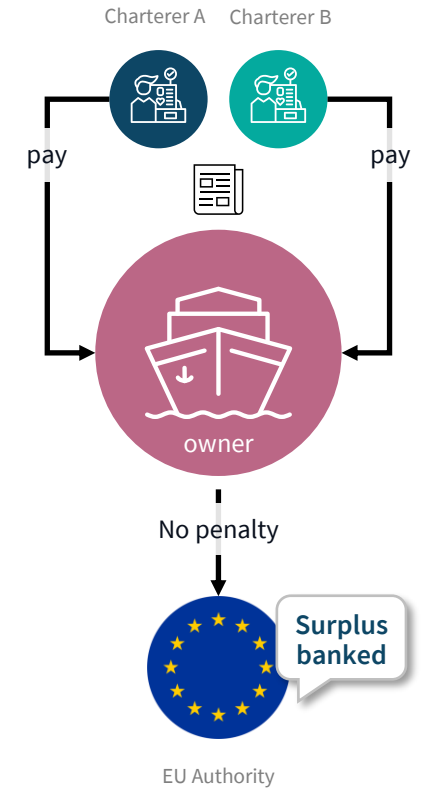 Charterer A
Charterer B
pay
pay
owner
No penalty
Surplus
banked
EU Authority